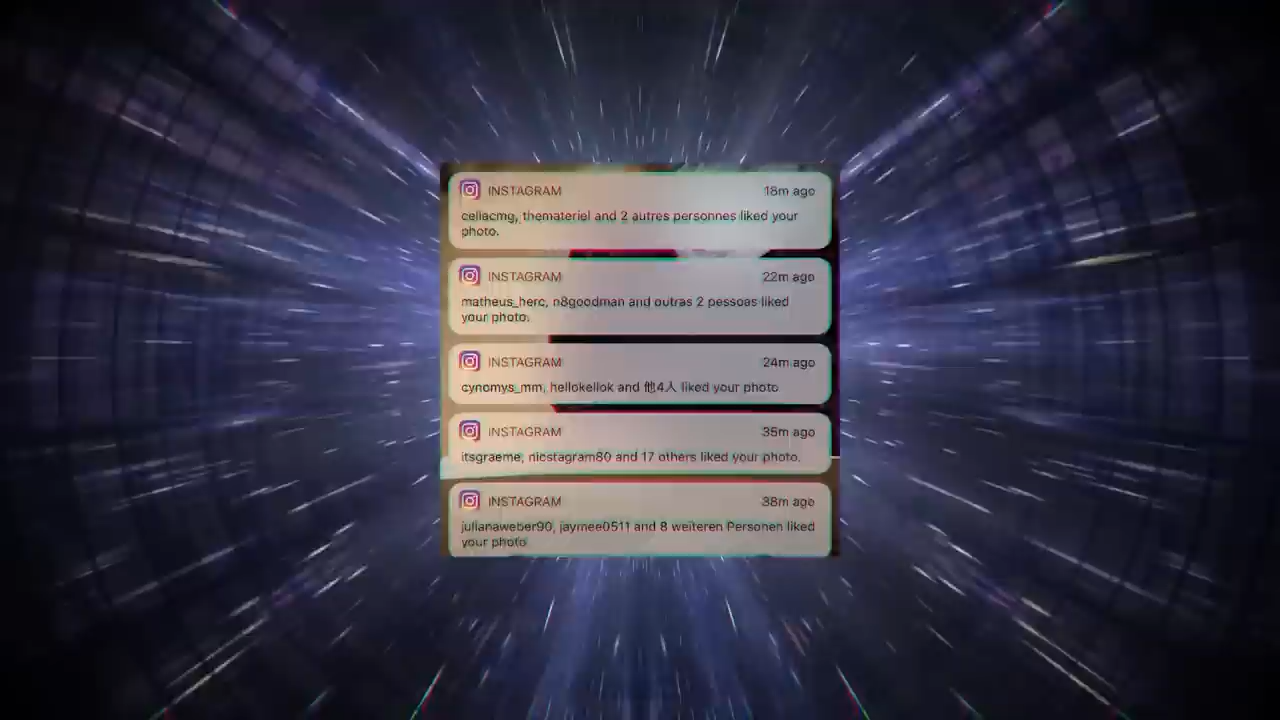 INSTAGRAM 18m ago
celiacmg, themateriel and 2 autres personnes liked your
photo.
INSTAGRAM 22m ago
matheus_herc, n8goodman and outras 2 pessoas liked
your photo.
INSTAGRAM 24m ago
cynomys_mm, hellokellok and 他4人 liked your photo
INSTAGRAM 35m ago
itsgraeme, nicstagram80 and 17 others liked your photo.
INSTAGRAM 38m ago
julianaweber90, jaymee0511 and 8 weiteren Personen liked
your photo